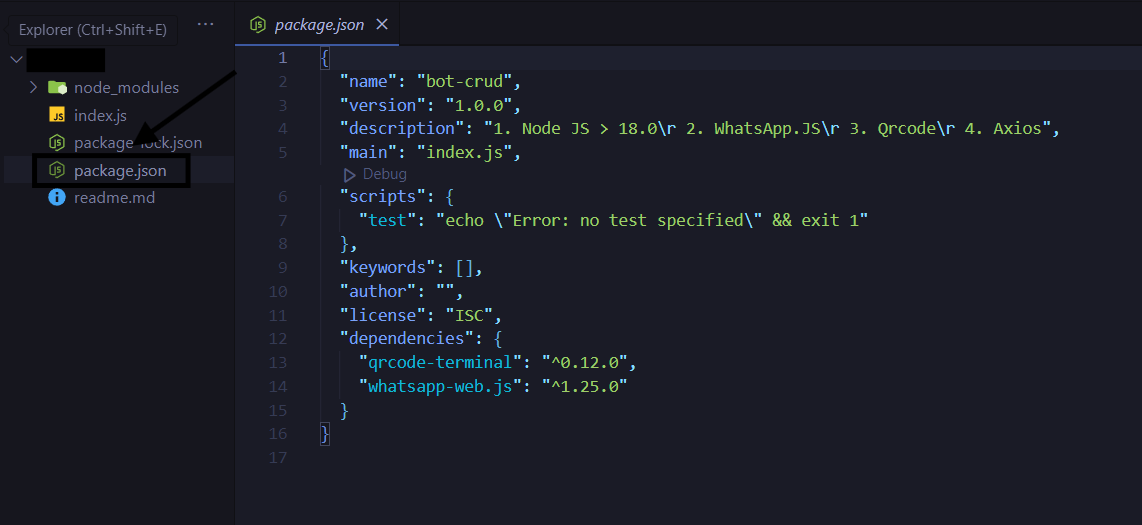 Explorer (Ctrl+Shift+E)
...
node_modules
index.js
package-lock.json
package.json
readme.md
package.json
1 {
2 "name": "bot-crud",
3 "version": "1.0.0",
4 "description": "1. Node JS > 18.0\r 2. WhatsApp.JS\r 3. Qrcode\r 4. Axios",
5 "main": "index.js",
Debug
6 "scripts": {
7 "test": "echo \"Error: no test specified\" && exit 1"
8 },
9 "keywords": [],
10 "author": "",
11 "license": "ISC",
12 "dependencies": {
13 "qrcode-terminal": "^0.12.0",
14 "whatsapp-web.js": "^1.25.0"
15 }
16 }
17